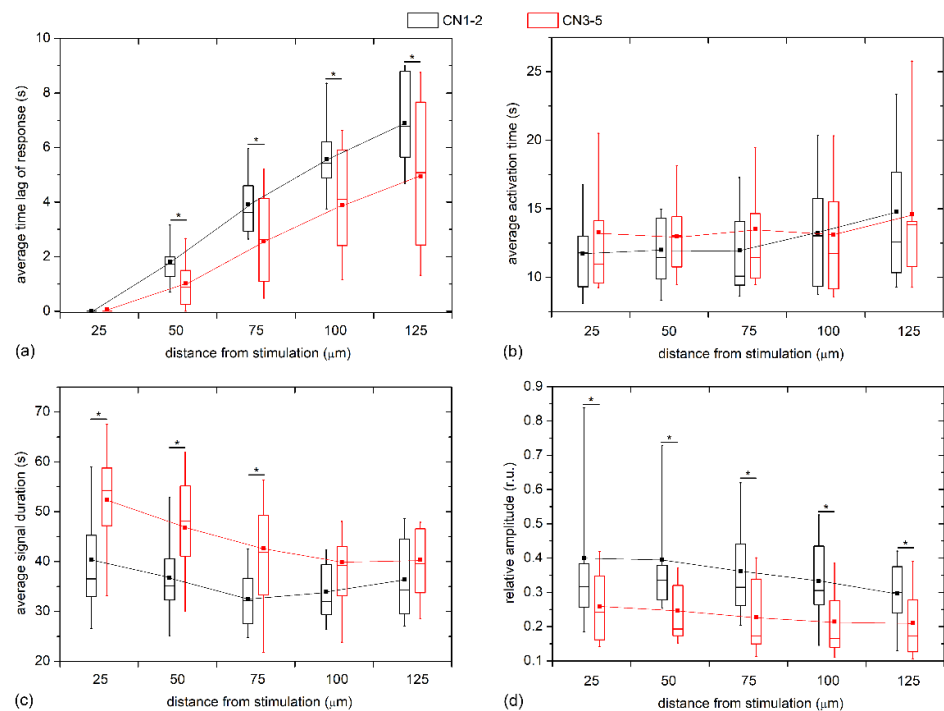 CN1-2 CN3-5
average time lag of response (s)
10
8
6
4
2
0
* * * *
25 50 75 100 125
(a) distance from stimulation (μm)
average activation time (s)
25
20
15
10
25 50 75 100 125
(b) distance from stimulation (μm)
average signal duration (s)
70
60
50
40
30
20
* * *
25 50 75 100 125
(c) distance from stimulation (μm)
relative amplitude (r.u.)
0.9
0.8
0.7
0.6
0.5
0.4
0.3
0.2
0.1
* * * * *
25 50 75 100 125
(d) distance from stimulation (μm)